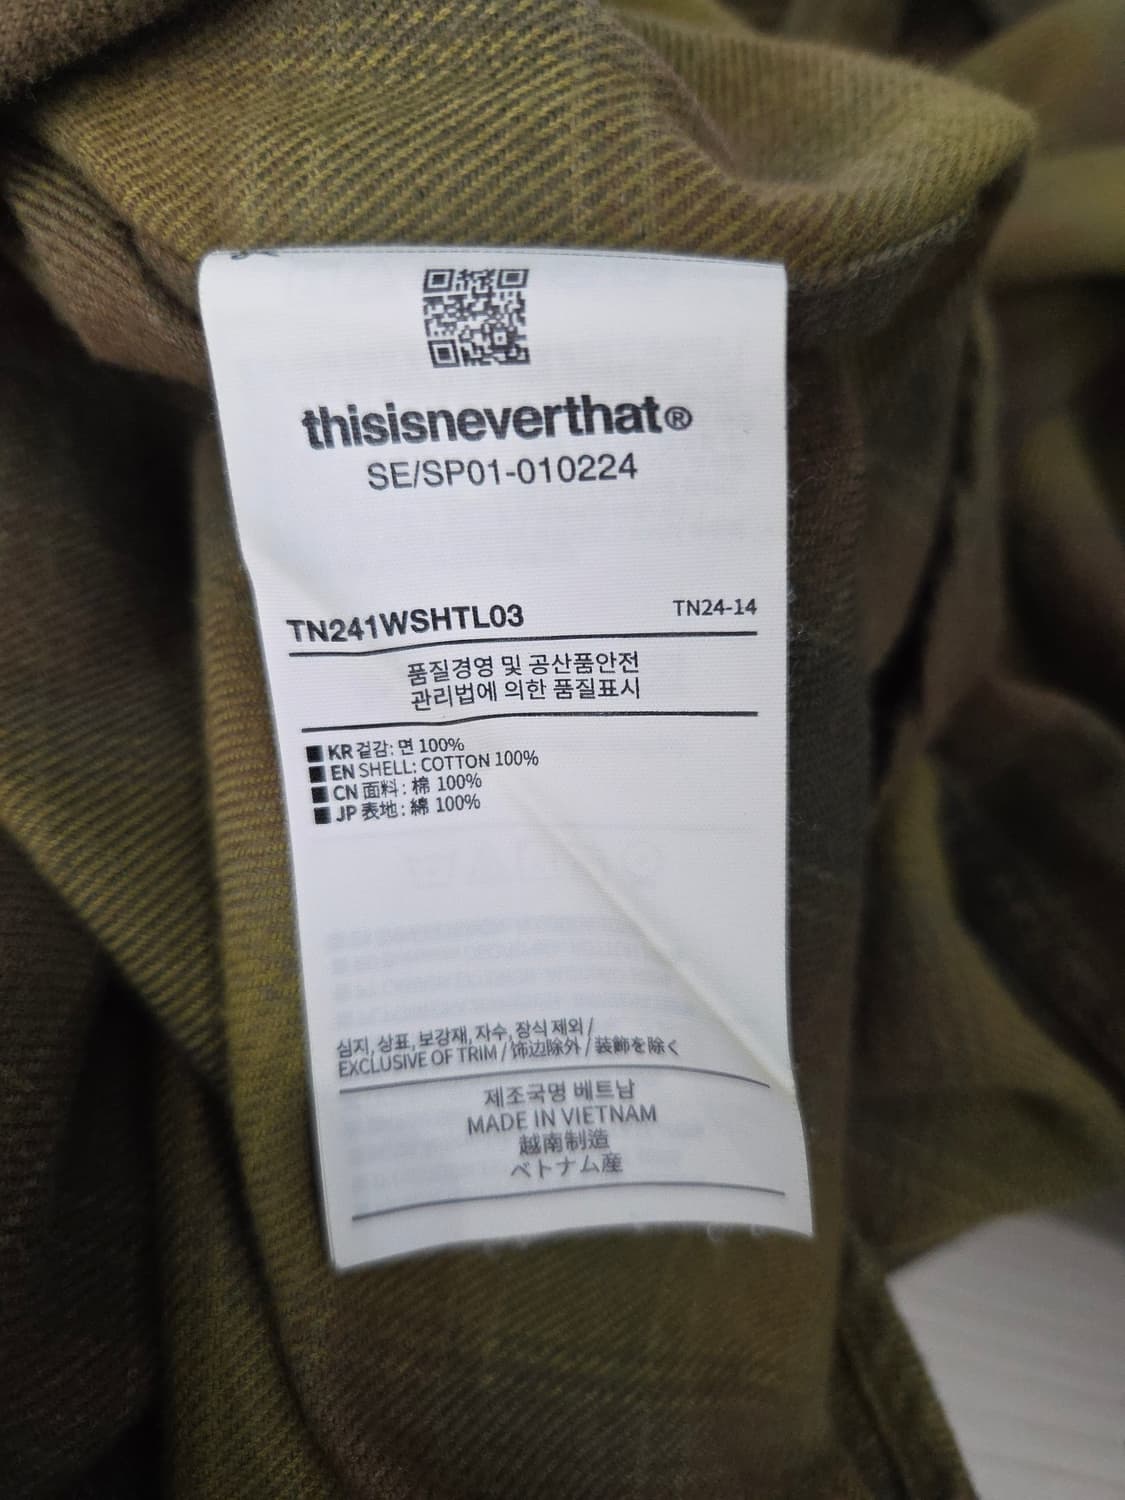 thisisneverthat®
SE/SP01-010224
TN241WSHTL03
TN24-14
품질경영 및 공산품안전
관리법에 의한 품질표시
KR 겉감: 면 100%
EN SHELL: COTTON 100%
CN 面料: 棉 100%
JP 表地: 綿 100%
심지, 상표, 보강재, 자수, 장식 제외 /
EXCLUSIVE OF TRIM / 饰边除外 / 装飾を除く
제조국명 베트남
MADE IN VIETNAM
越南制造
ベトナム産